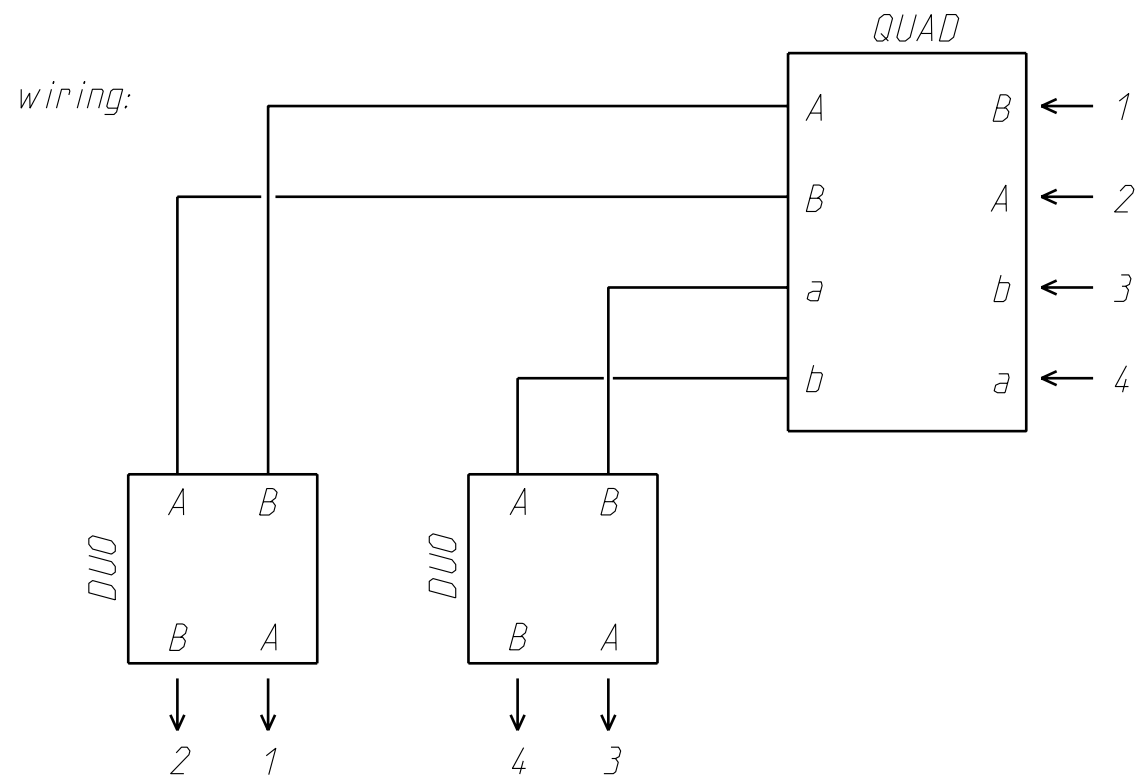 QUAD
wiring:
A B 1
B A 2
a b 3
b a 4
A B A B
DUO DUO
B A B A
2 1 4 3